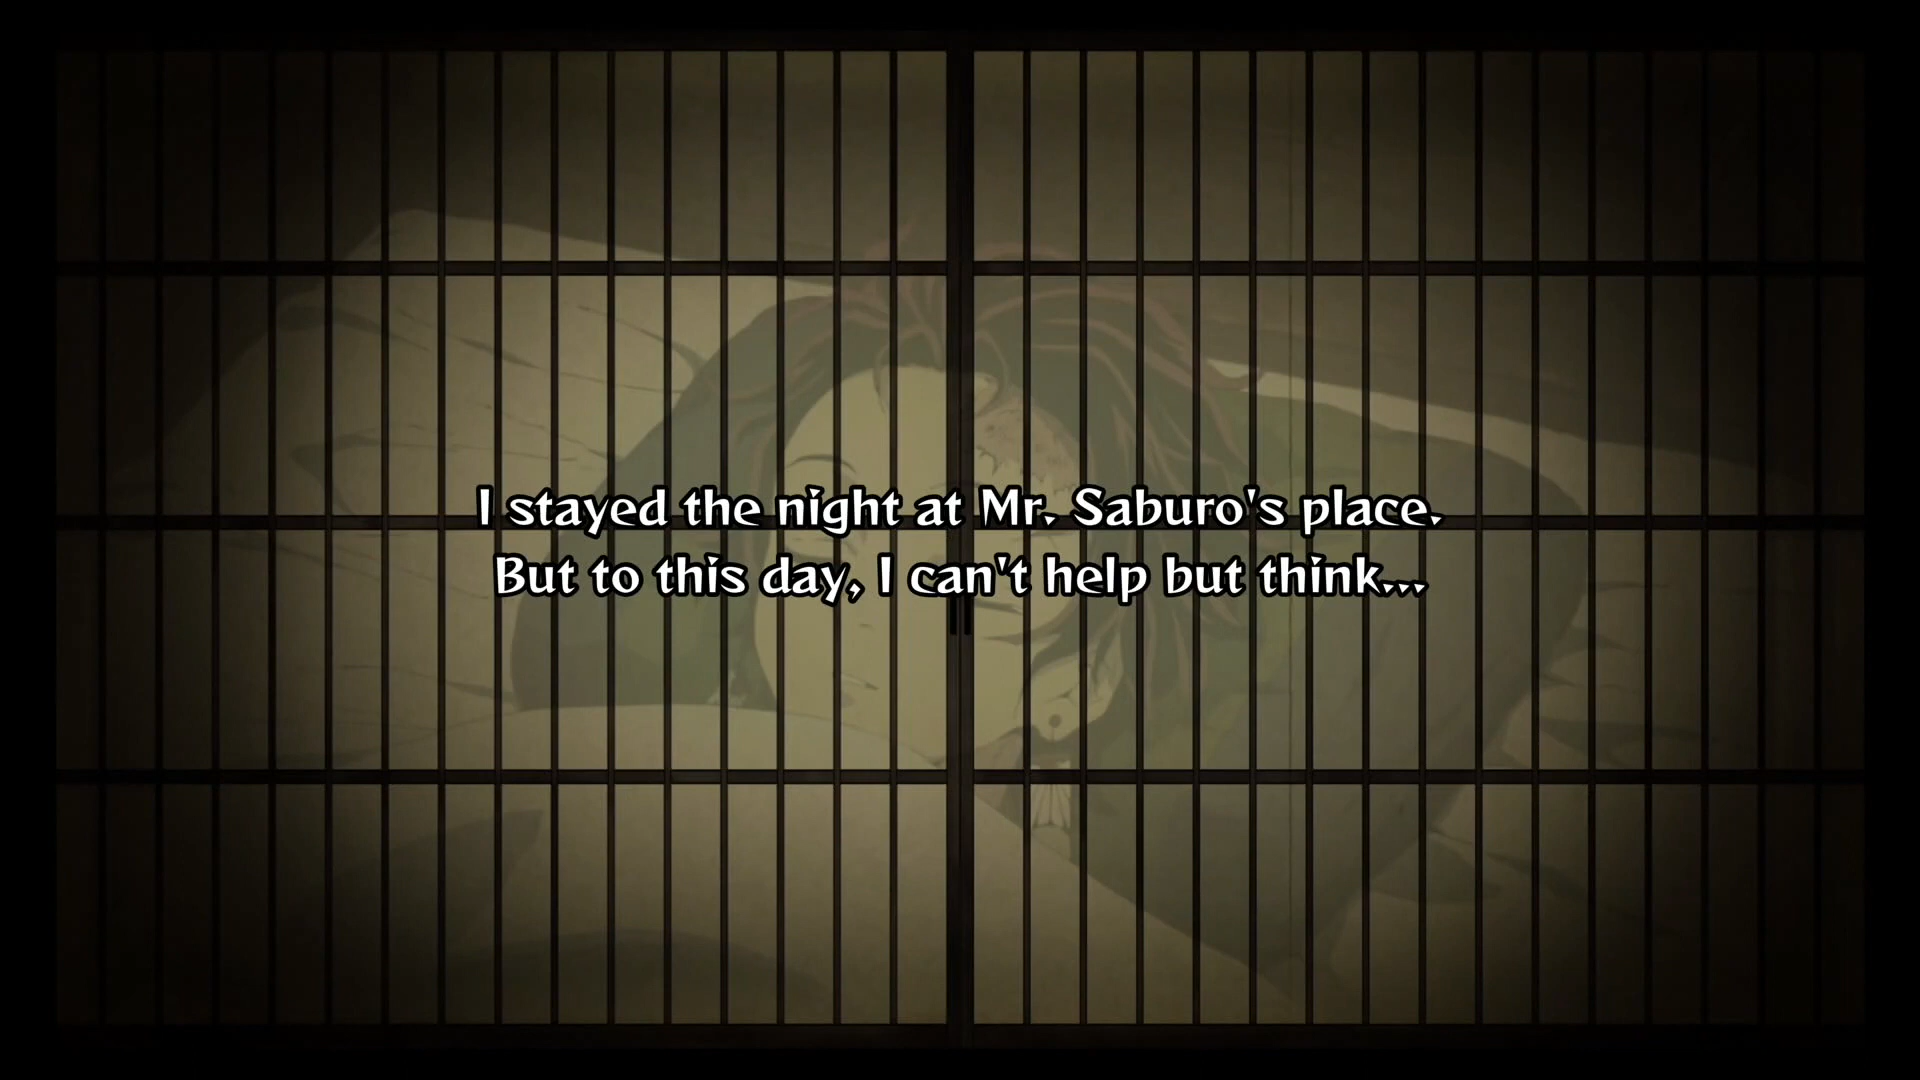 I stayed the night at Mr. Saburo's place.
But to this day, I can't help but think...